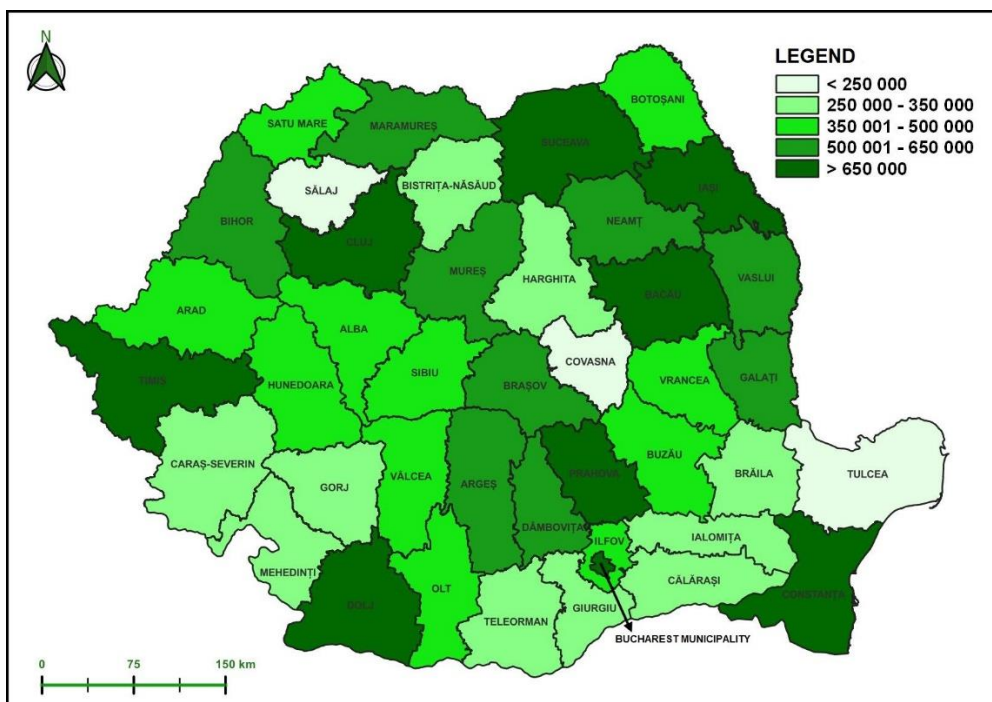 N
LEGEND
< 250 000
250 000 - 350 000
350 001 - 500 000
500 001 - 650 000
> 650 000
BOTOȘANI
SATU MARE
MARAMUREȘ
SUCEAVA
IAȘI
SĂLAJ
BISTRIȚA-NĂSĂUD
BIHOR
CLUJ
NEAMȚ
MUREȘ
HARGHITA
BACĂU
VASLUI
ARAD
ALBA
COVASNA
TIMIȘ
HUNEDOARA
SIBIU
BRAȘOV
VRANCEA
GALAȚI
CARAȘ-SEVERIN
GORJ
VÂLCEA
ARGEȘ
PRAHOVA
BUZĂU
BRĂILA
TULCEA
DÂMBOVIȚA
ILFOV
IALOMIȚA
MEHEDINȚI
CĂLĂRAȘI
DOLJ
OLT
TELEORMAN
GIURGIU
CONSTANȚA
BUCHAREST MUNICIPALITY
0 75 150 km